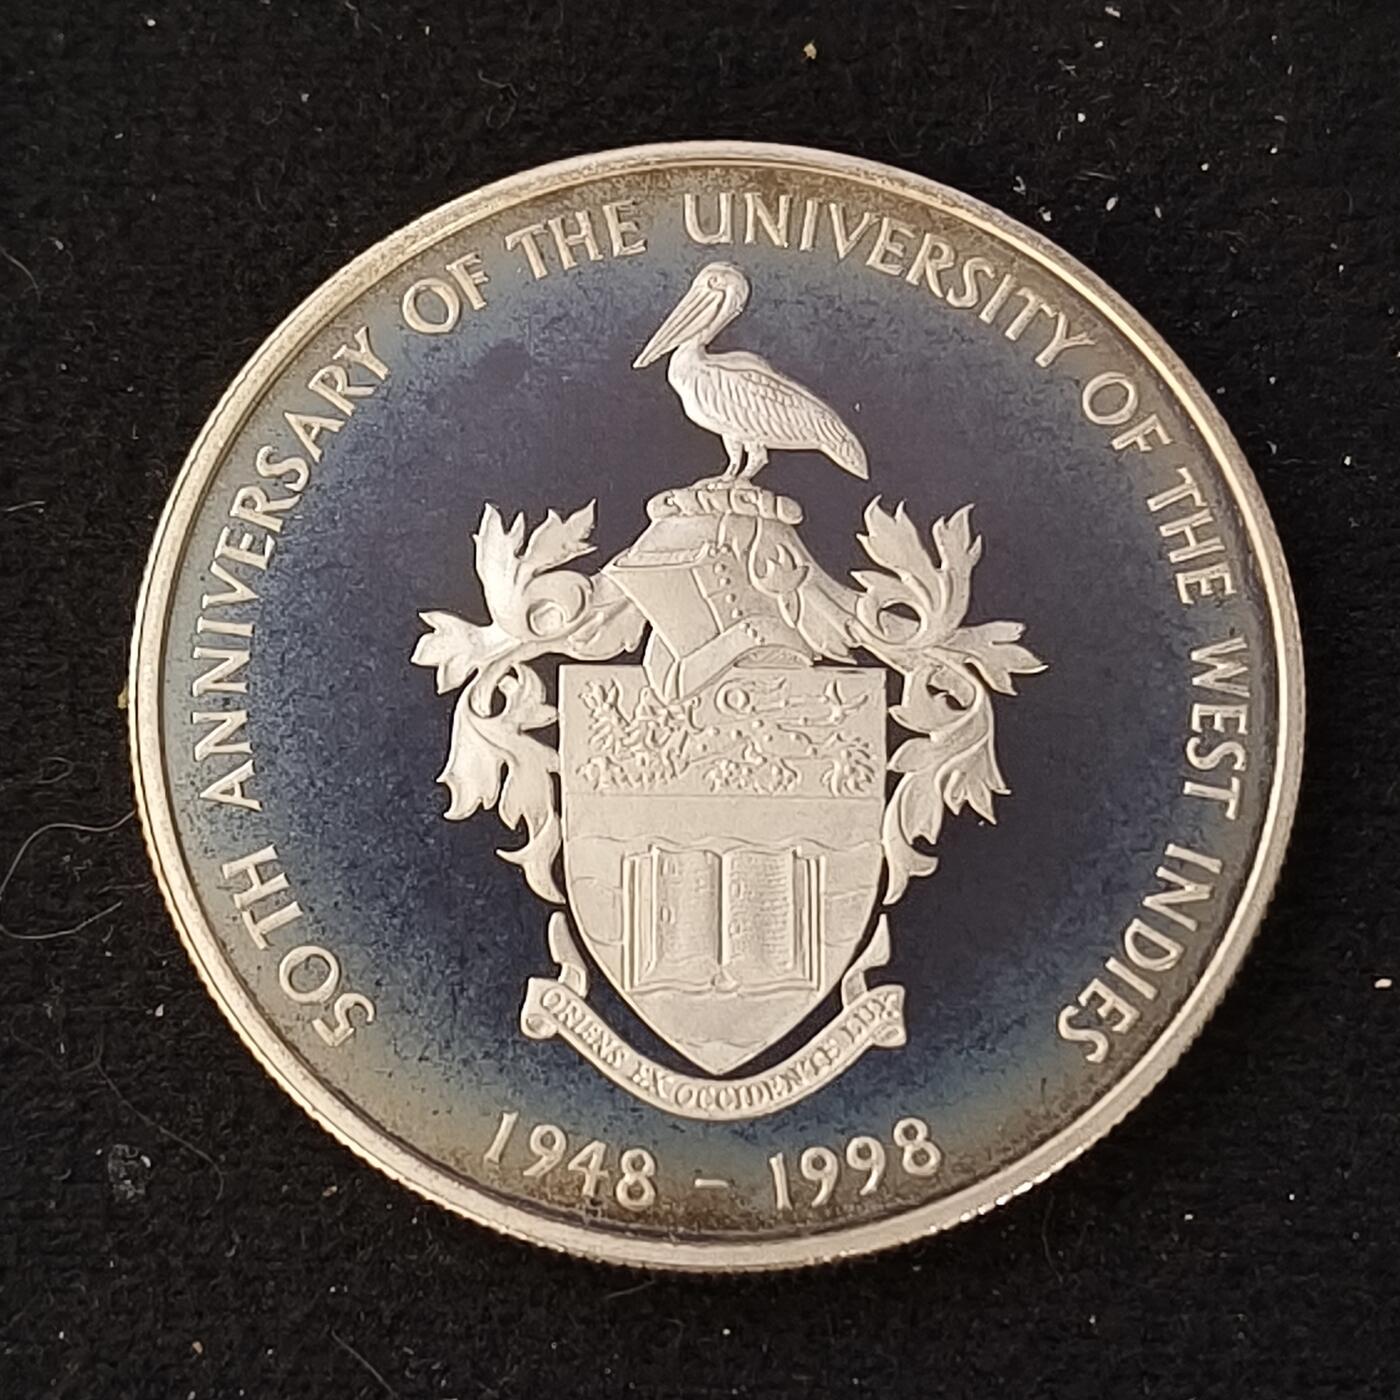 50TH ANNIVERSARY OF THE UNIVERSITY OF THE WEST INDIES
ORIENS EX OCCIDENTE LUX
1948 - 1998